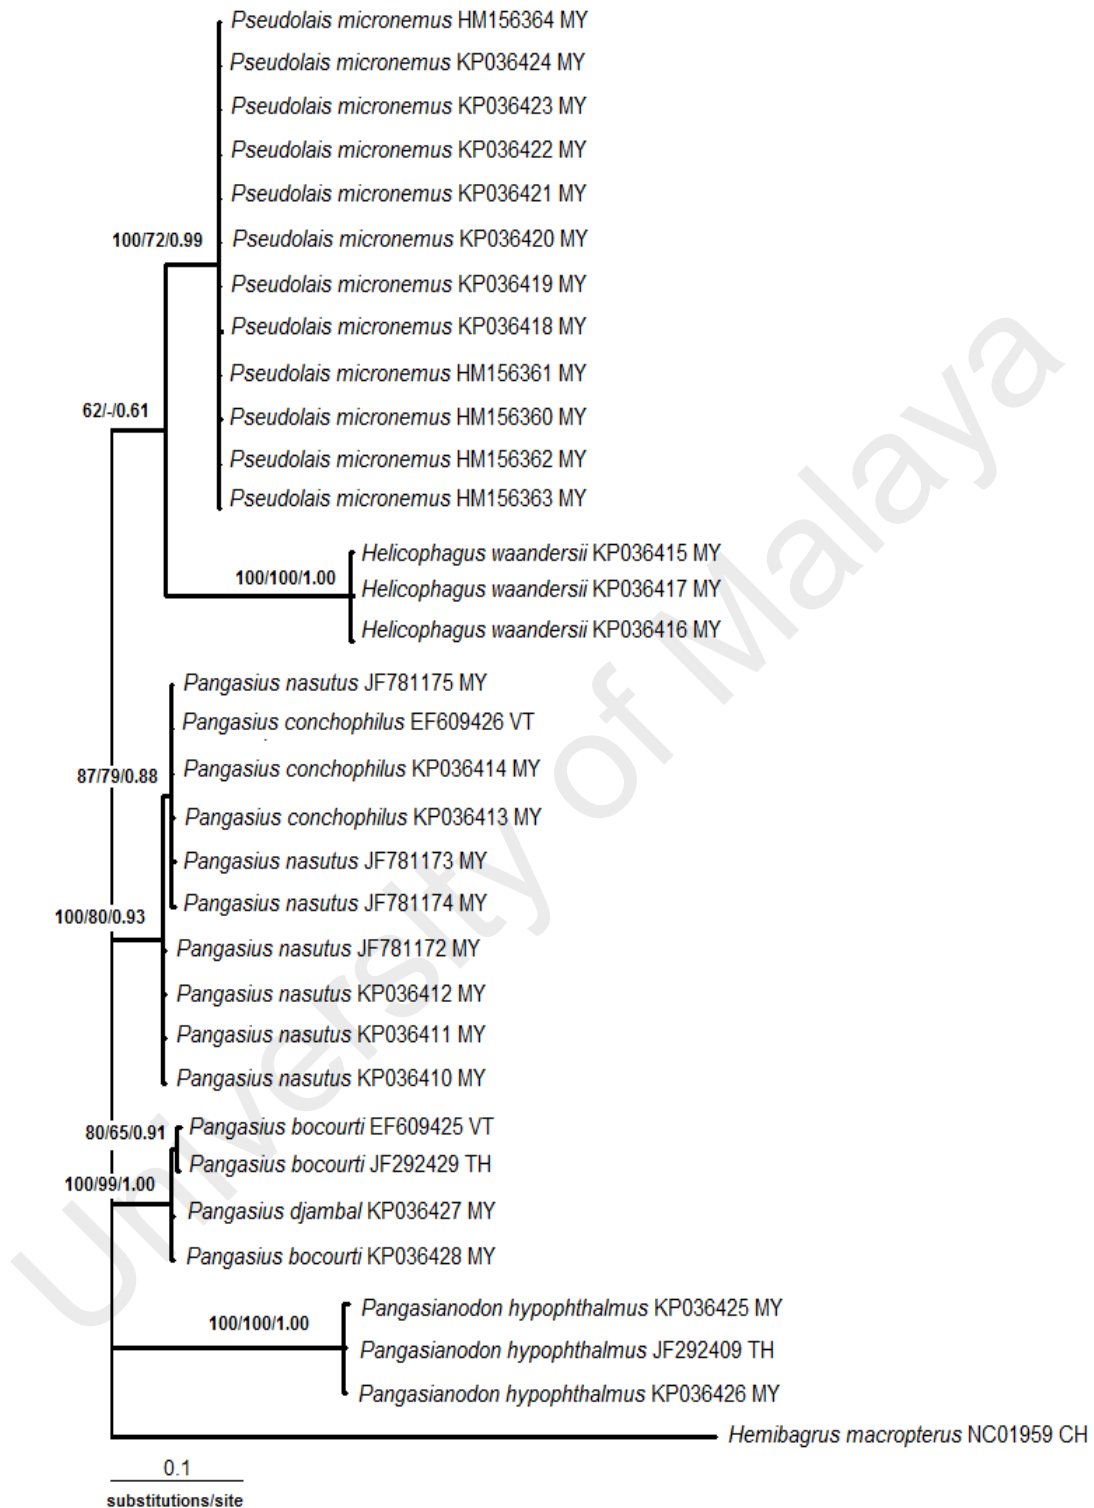 Pseudolais micronemus HM156364 MY
Pseudolais micronemus KP036424 MY
Pseudolais micronemus KP036423 MY
Pseudolais micronemus KP036422 MY
Pseudolais micronemus KP036421 MY
100/72/0.99
Pseudolais micronemus KP036420 MY
Pseudolais micronemus KP036419 MY
Pseudolais micronemus KP036418 MY
Pseudolais micronemus HM156361 MY
62/-/0.61
Pseudolais micronemus HM156360 MY
Pseudolais micronemus HM156362 MY
Pseudolais micronemus HM156363 MY
Helicophagus waandersii KP036415 MY
100/100/1.00
Helicophagus waandersii KP036417 MY
Helicophagus waandersii KP036416 MY
Pangasius nasutus JF781175 MY
Pangasius conchophilus EF609426 VT
87/79/0.88
Pangasius conchophilus KP036414 MY
Pangasius conchophilus KP036413 MY
Pangasius nasutus JF781173 MY
Pangasius nasutus JF781174 MY
100/80/0.93
Pangasius nasutus JF781172 MY
Pangasius nasutus KP036412 MY
Pangasius nasutus KP036411 MY
Pangasius nasutus KP036410 MY
80/65/0.91
Pangasius bocourti EF609425 VT
Pangasius bocourti JF292429 TH
100/99/1.00
Pangasius djambal KP036427 MY
Pangasius bocourti KP036428 MY
Pangasianodon hypophthalmus KP036425 MY
100/100/1.00
Pangasianodon hypophthalmus JF292409 TH
Pangasianodon hypophthalmus KP036426 MY
Hemibagrus macropterus NC01959 CH
0.1
substitutions/site
University of Malaya